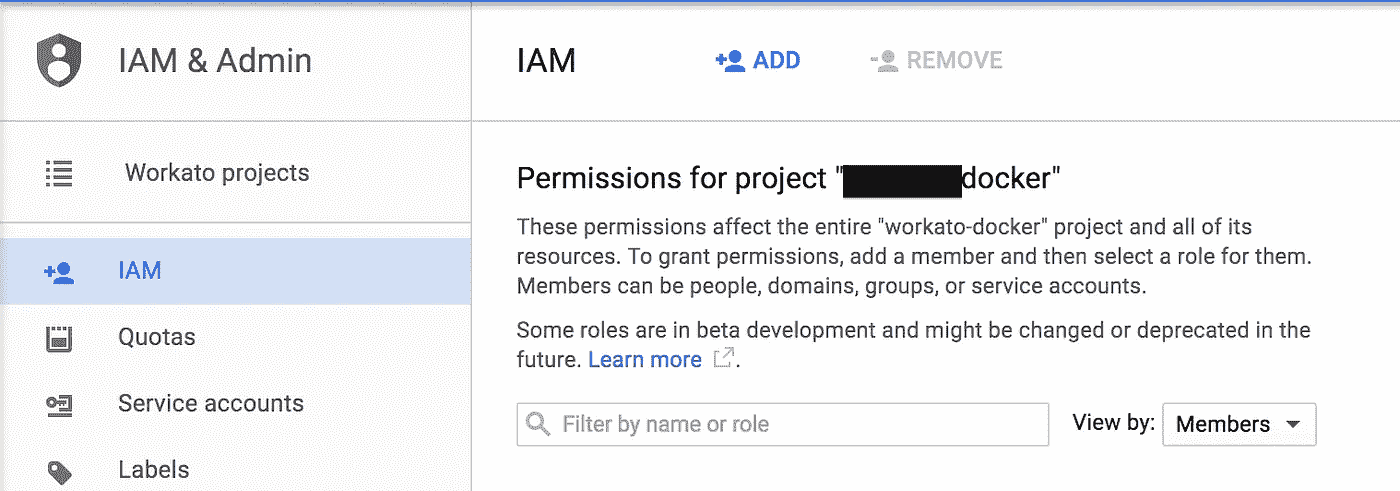 IAM & Admin
Workato projects
IAM
Quotas
Service accounts
Labels
IAM
ADD
REMOVE
Permissions for project "docker"
These permissions affect the entire "workato-docker" project and all of its
resources. To grant permissions, add a member and then select a role for them.
Members can be people, domains, groups, or service accounts.
Some roles are in beta development and might be changed or deprecated in the
future. Learn more .
Filter by name or role
View by: Members